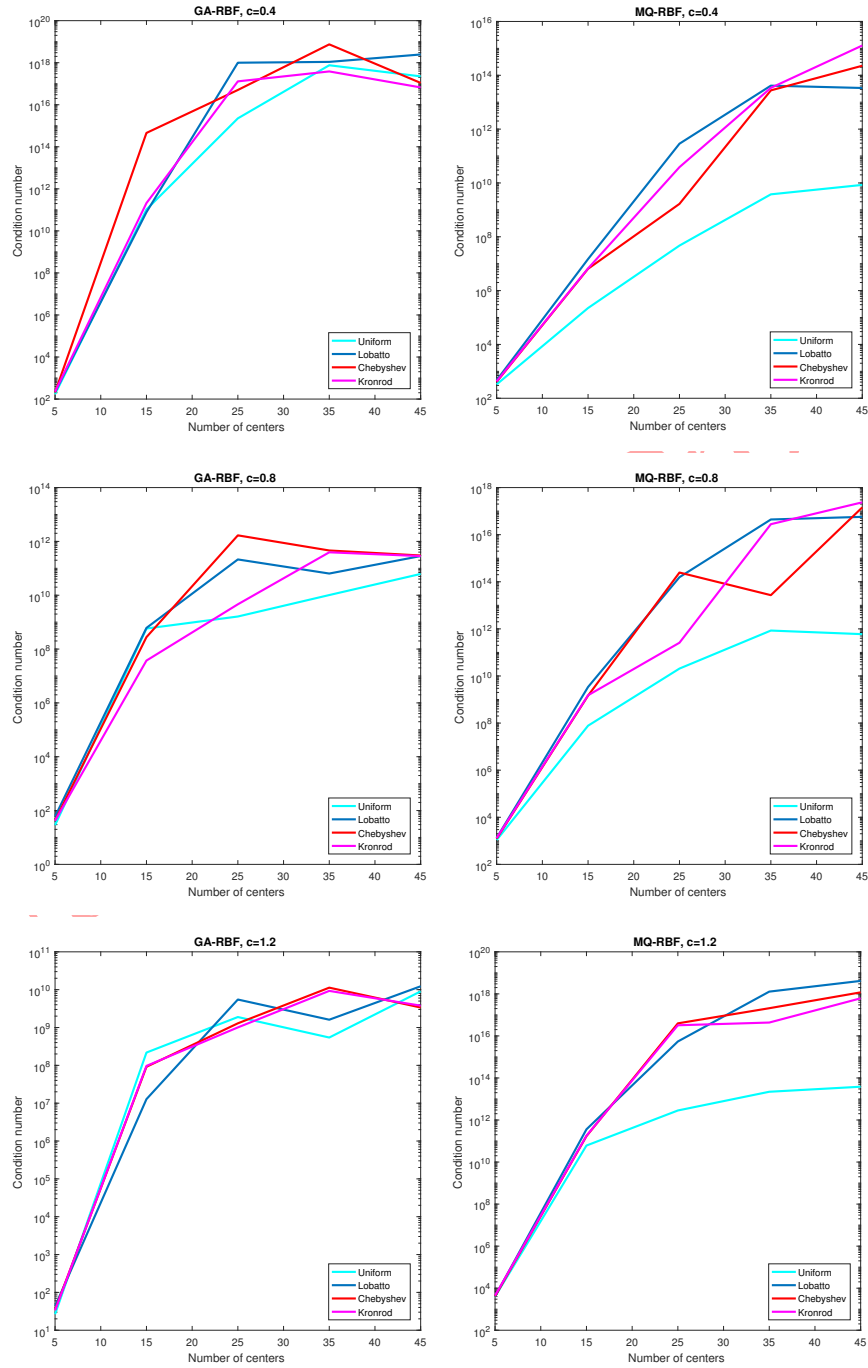 GA-RBF, c=0.4
10^20
10^18
10^16
10^14
10^12
10^10
10^8
10^6
10^4
10^2
Condition number
5 10 15 20 25 30 35 40 45
Number of centers
Uniform
Lobatto
Chebyshev
Kronrod
MQ-RBF, c=0.4
10^16
10^14
10^12
10^10
10^8
10^6
10^4
10^2
Condition number
5 10 15 20 25 30 35 40 45
Number of centers
Uniform
Lobatto
Chebyshev
Kronrod
GA-RBF, c=0.8
10^14
10^12
10^10
10^8
10^6
10^4
10^2
10^0
Condition number
5 10 15 20 25 30 35 40 45
Number of centers
Uniform
Lobatto
Chebyshev
Kronrod
MQ-RBF, c=0.8
10^18
10^16
10^14
10^12
10^10
10^8
10^6
10^4
10^2
Condition number
5 10 15 20 25 30 35 40 45
Number of centers
Uniform
Lobatto
Chebyshev
Kronrod
GA-RBF, c=1.2
10^11
10^10
10^9
10^8
10^7
10^6
10^5
10^4
10^3
10^2
10^1
Condition number
5 10 15 20 25 30 35 40 45
Number of centers
Uniform
Lobatto
Chebyshev
Kronrod
MQ-RBF, c=1.2
10^20
10^18
10^16
10^14
10^12
10^10
10^8
10^6
10^4
10^2
Condition number
5 10 15 20 25 30 35 40 45
Number of centers
Uniform
Lobatto
Chebyshev
Kronrod